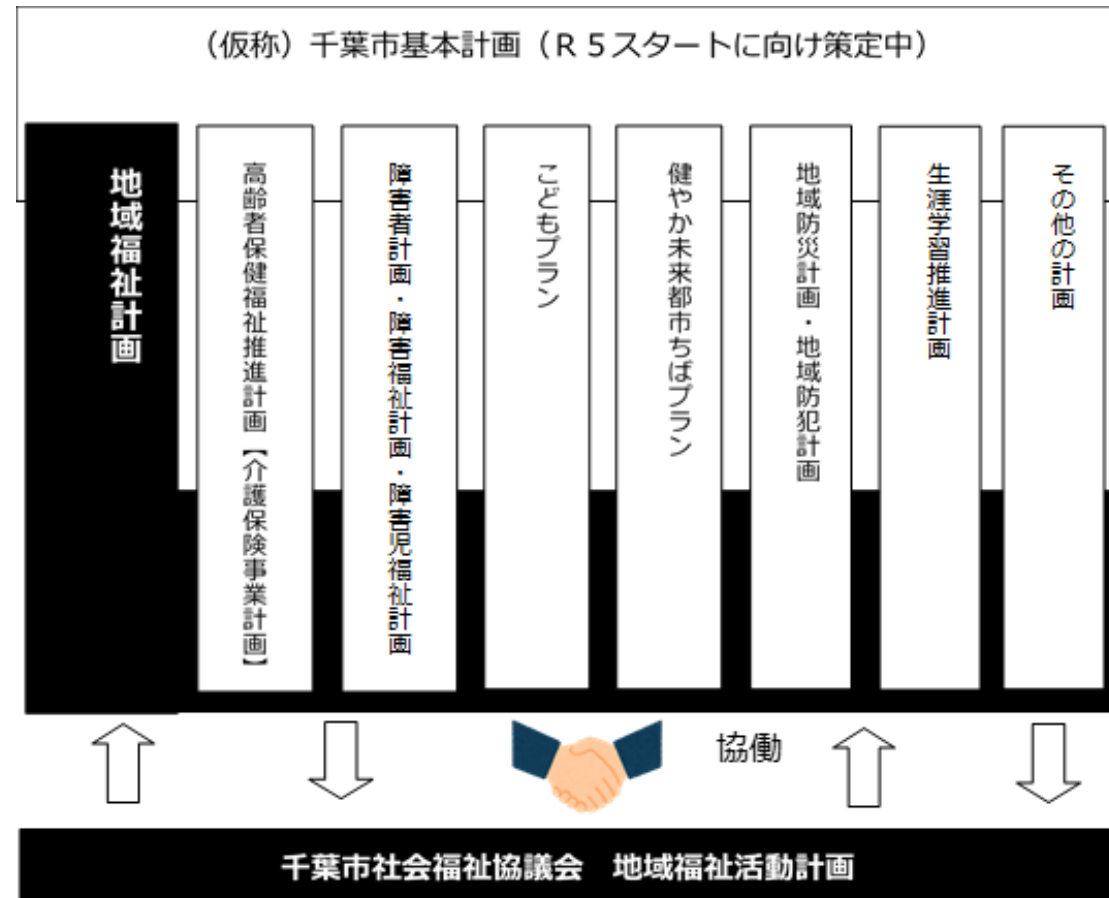 （仮称）千葉市基本計画（Ｒ５スタートに向け策定中）
地域福祉計画
高齢者保健福祉推進計画【介護保険事業計画】
障害者計画・障害福祉計画・障害児福祉計画
こどもプラン
健やか未来都市ちばプラン
地域防災計画・地域防犯計画
生涯学習推進計画
その他の計画
協働
千葉市社会福祉協議会　地域福祉活動計画